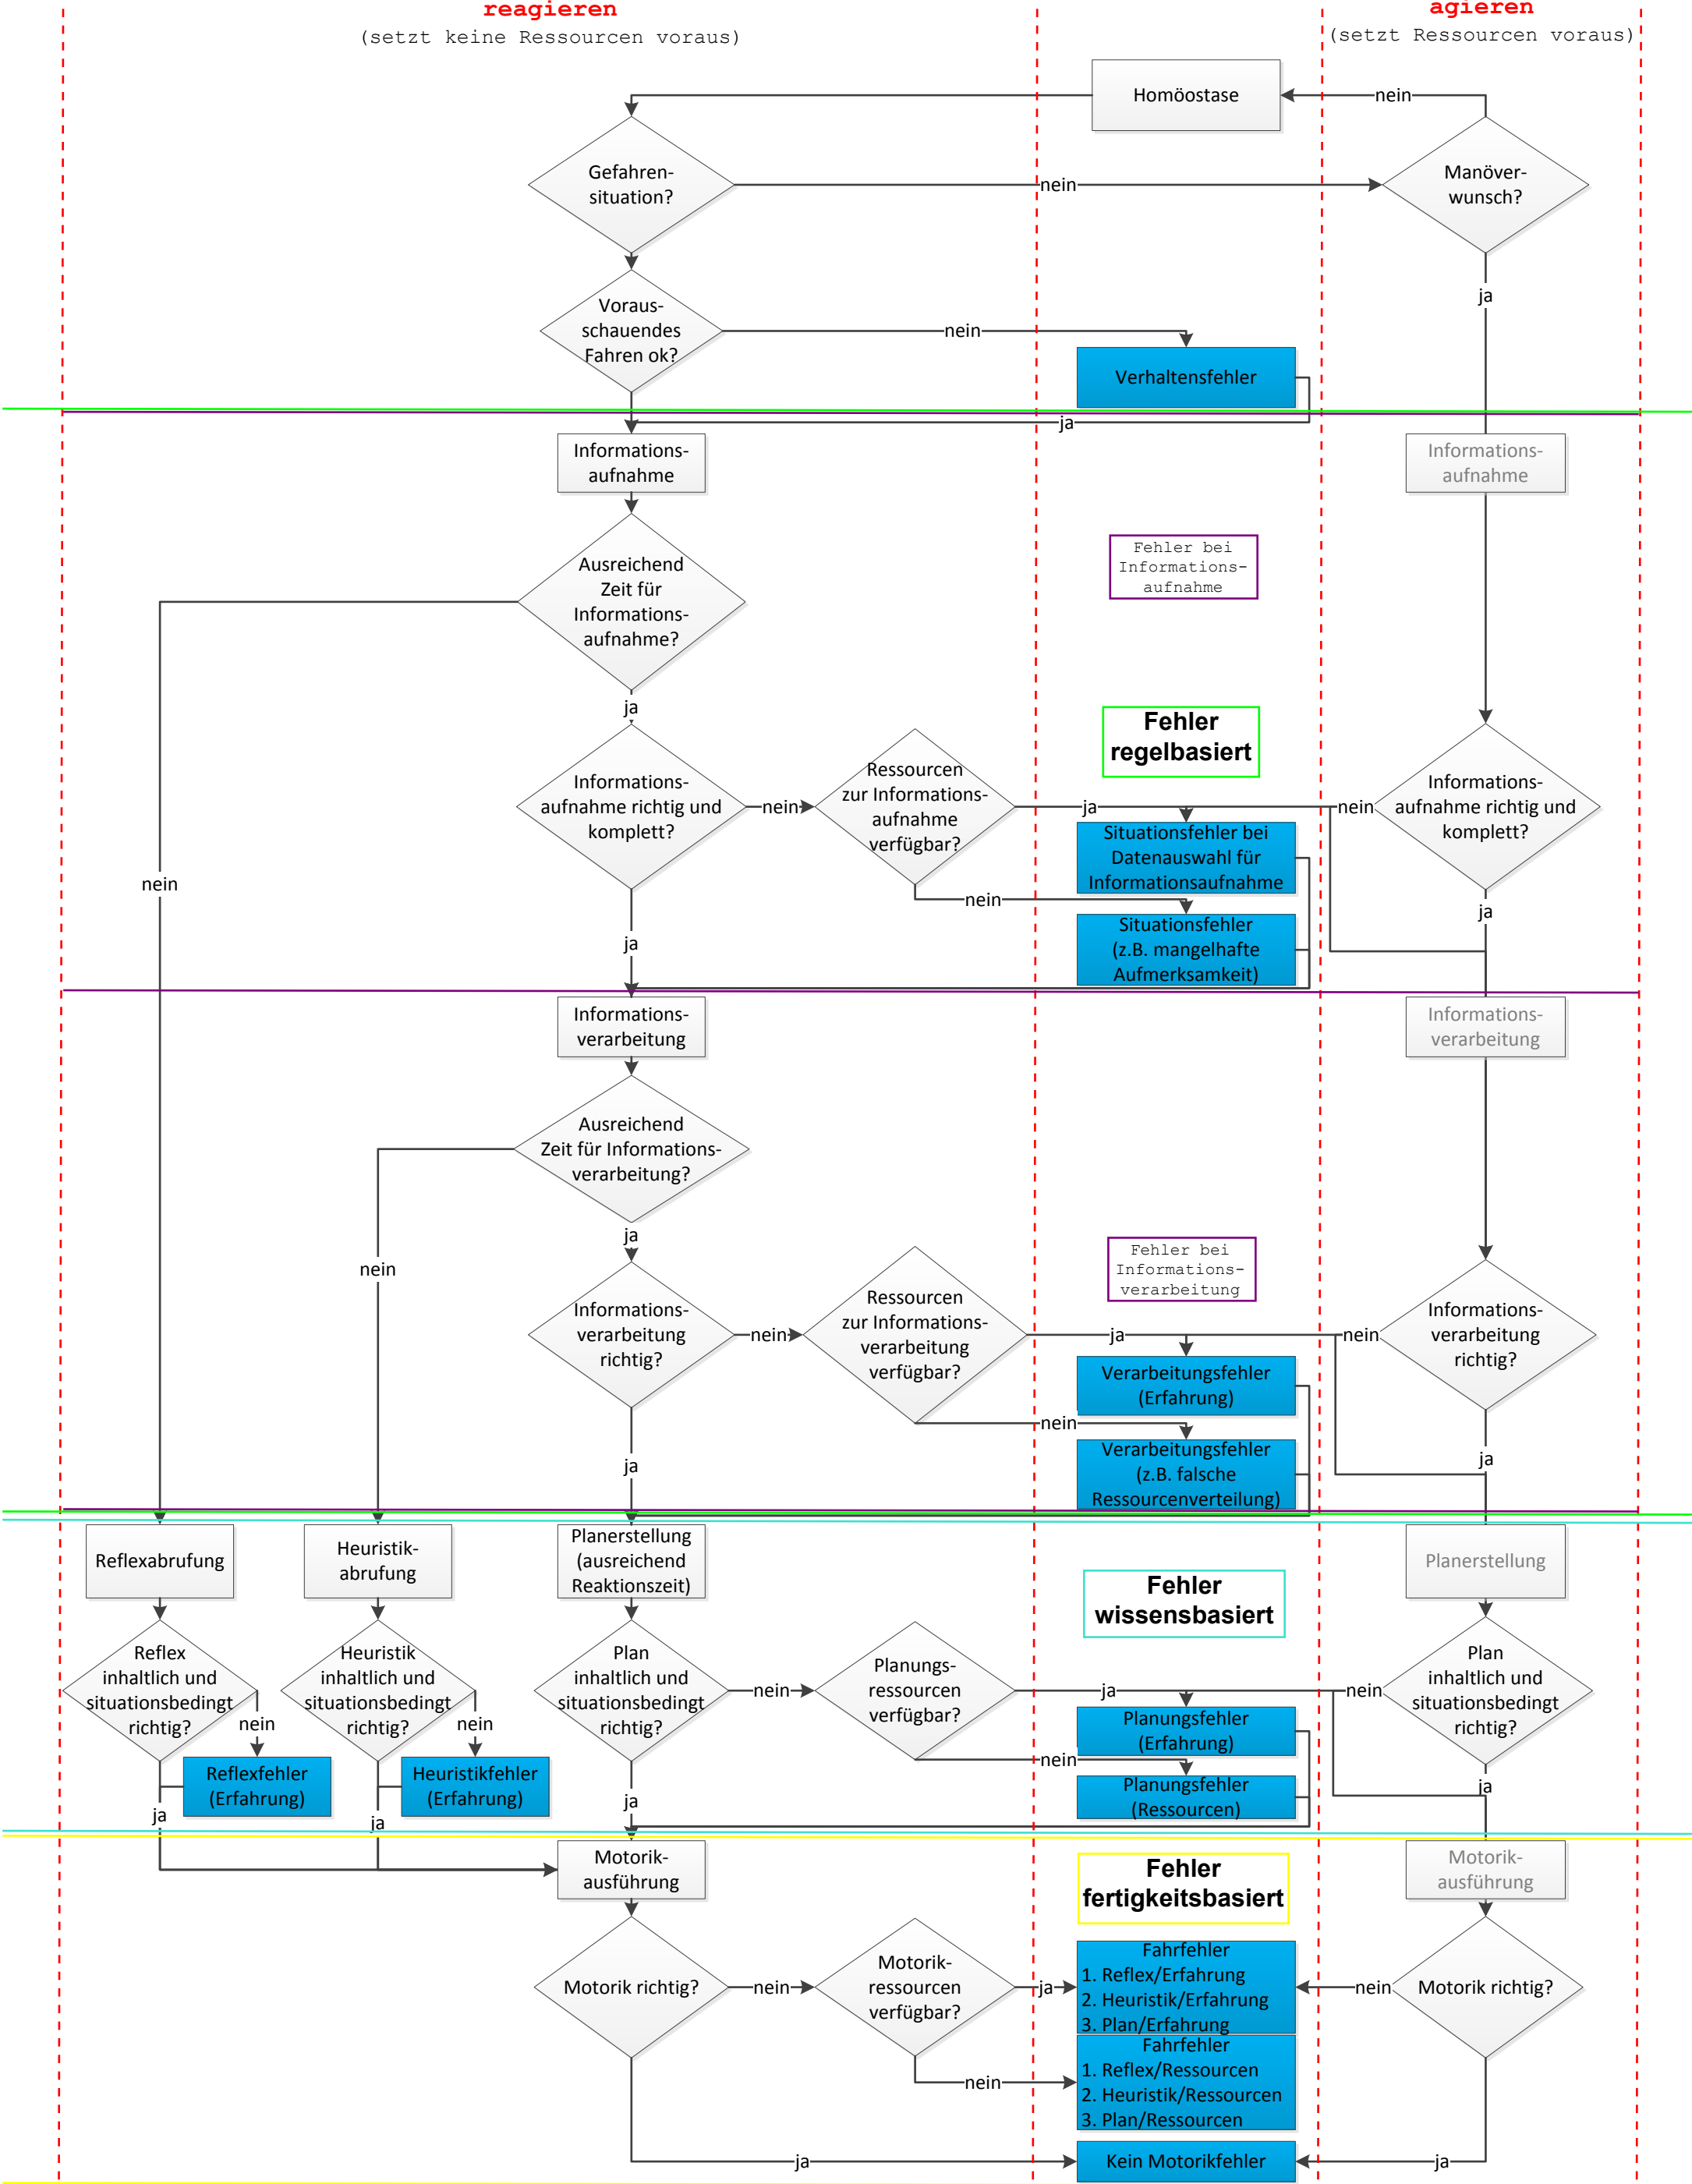 reagieren
(setzt keine Ressourcen voraus)
agieren
(setzt Ressourcen voraus)
Homöostase
nein
Gefahren-
situation?
nein
Manöver-
wunsch?
ja
Voraus-
schauendes
Fahren ok?
nein
Verhaltensfehler
ja
Informations-
aufnahme
Informations-
aufnahme
Ausreichend
Zeit für
Informations-
aufnahme?
Fehler bei
Informations-
aufnahme
ja
Fehler
regelbasiert
Informations-
aufnahme richtig und
komplett?
nein
Ressourcen
zur Informations-
aufnahme
verfügbar?
ja
nein
Informations-
aufnahme richtig und
komplett?
Situationsfehler bei
Datenauswahl für
Informationsaufnahme
nein
nein
ja
Situationsfehler
(z.B. mangelhafte
Aufmerksamkeit)
ja
Informations-
verarbeitung
Informations-
verarbeitung
Ausreichend
Zeit für Informations-
verarbeitung?
ja
nein
Fehler bei
Informations-
verarbeitung
Informations-
verarbeitung
richtig?
nein
Ressourcen
zur Informations-
verarbeitung
verfügbar?
ja
nein
Informations-
verarbeitung
richtig?
Verarbeitungsfehler
(Erfahrung)
nein
Verarbeitungsfehler
(z.B. falsche
Ressourcenverteilung)
ja
ja
Reflexabrufung
Heuristik-
abrufung
Planerstellung
(ausreichend
Reaktionszeit)
Fehler
wissensbasiert
Planerstellung
Reflex
inhaltlich und
situationsbedingt
richtig?
nein
Heuristik
inhaltlich und
situationsbedingt
richtig?
nein
Plan
inhaltlich und
situationsbedingt
richtig?
nein
Planungs-
ressourcen
verfügbar?
ja
nein
Plan
inhaltlich und
situationsbedingt
richtig?
Planungsfehler
(Erfahrung)
nein
Planungsfehler
(Ressourcen)
Reflexfehler
(Erfahrung)
Heuristikfehler
(Erfahrung)
ja
ja
ja
ja
Motorik-
ausführung
Fehler
fertigkeitsbasiert
Motorik-
ausführung
Motorik richtig?
nein
Motorik-
ressourcen
verfügbar?
ja
Fahrfehler
1. Reflex/Erfahrung
2. Heuristik/Erfahrung
3. Plan/Erfahrung
nein
Motorik richtig?
nein
Fahrfehler
1. Reflex/Ressourcen
2. Heuristik/Ressourcen
3. Plan/Ressourcen
ja
Kein Motorikfehler
ja